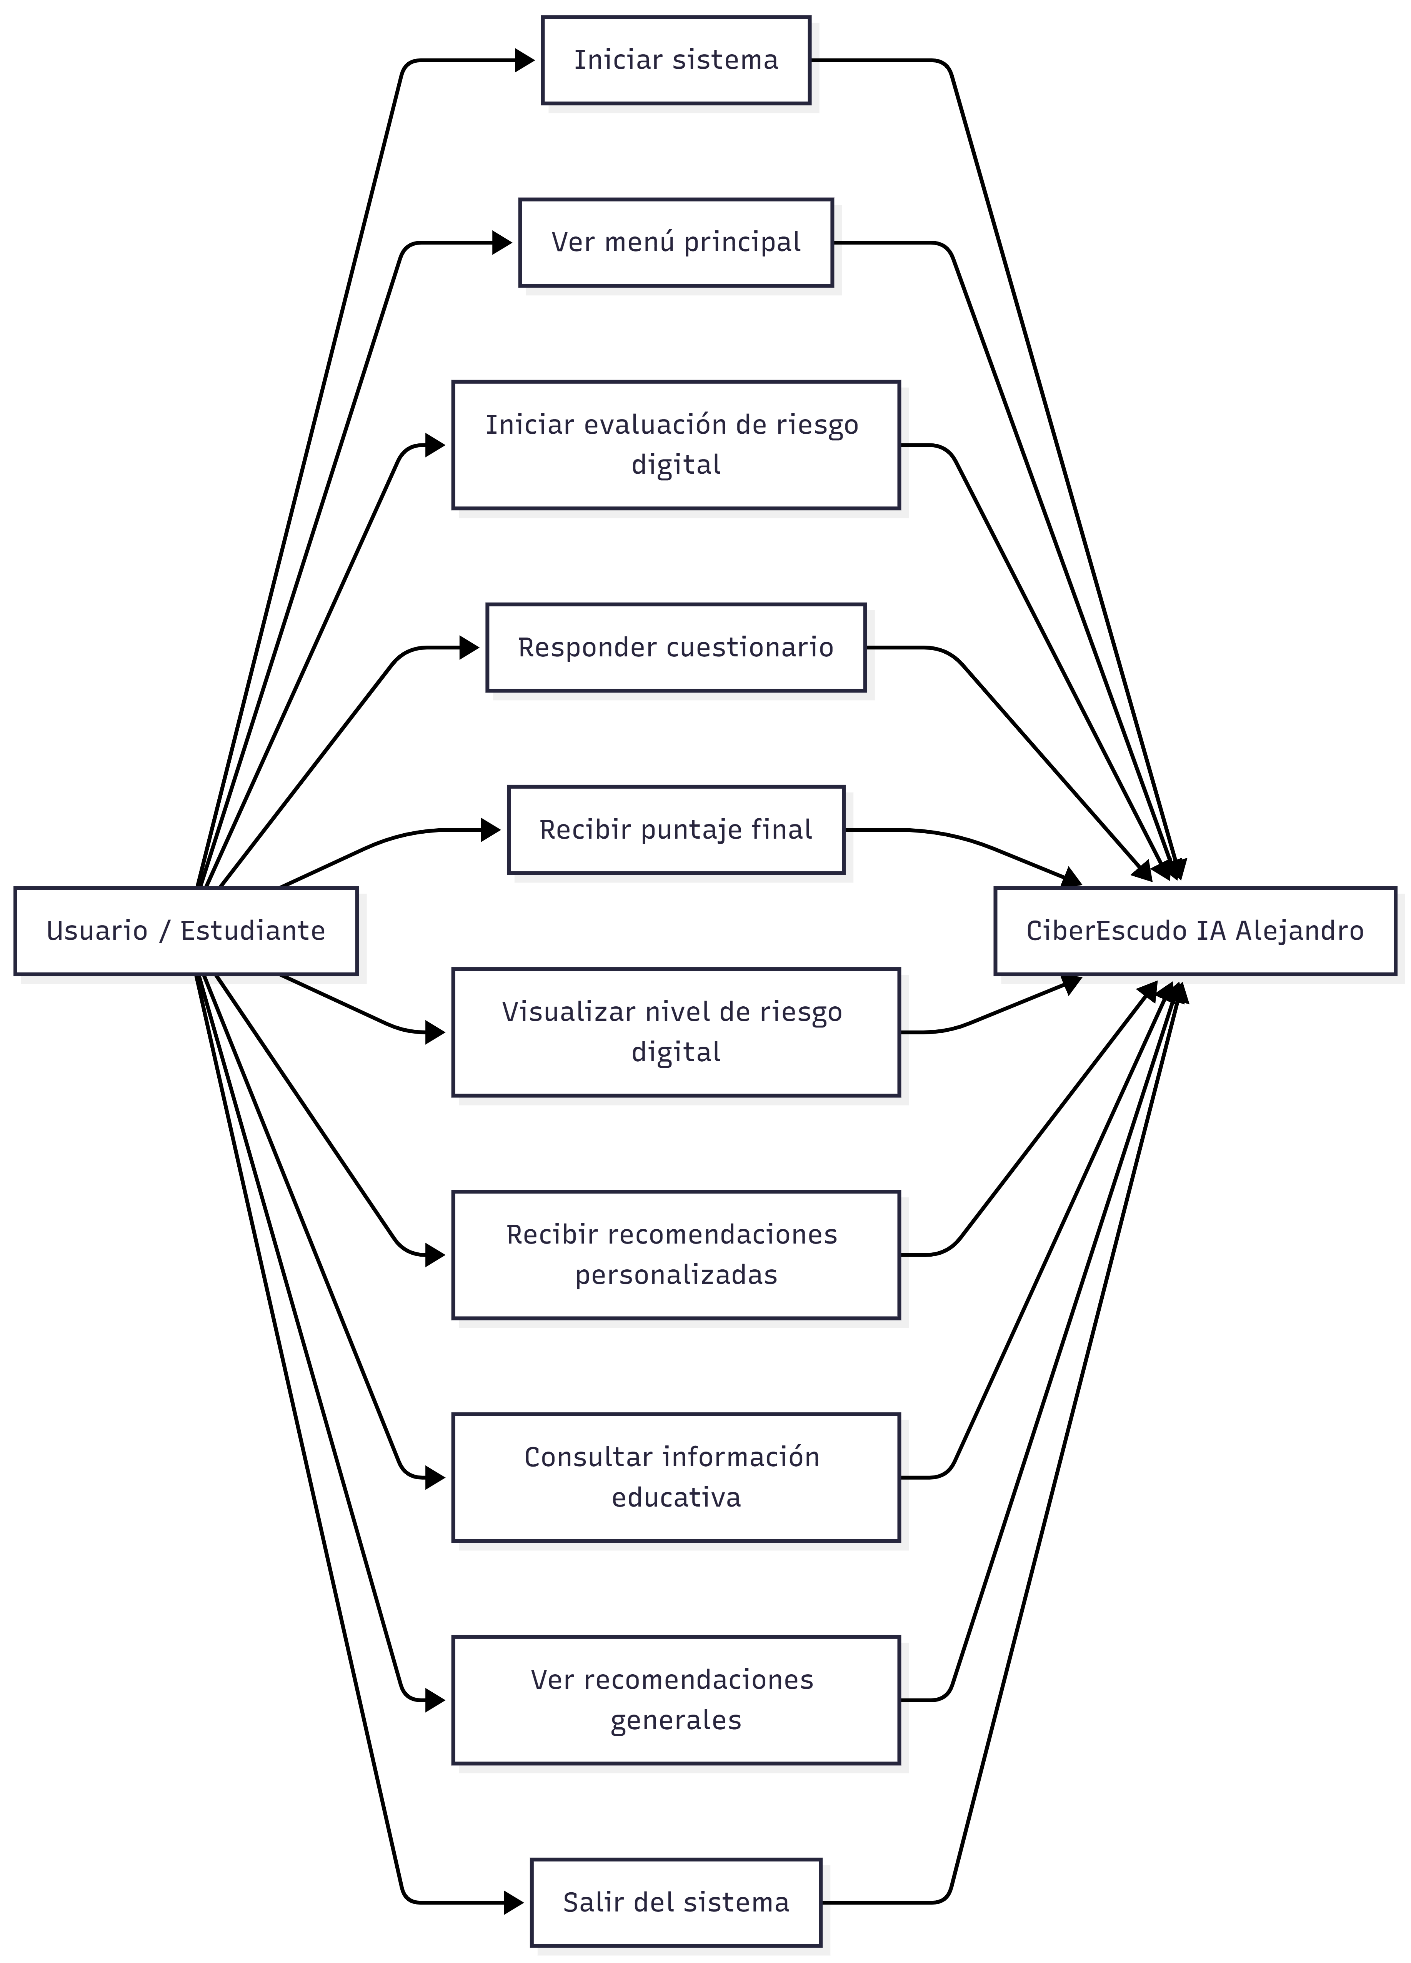 Iniciar sistema
Ver menú principal
Iniciar evaluación de riesgo
digital
Responder cuestionario
Recibir puntaje final
Usuario / Estudiante
CiberEscudo IA Alejandro
Visualizar nivel de riesgo
digital
Recibir recomendaciones
personalizadas
Consultar información
educativa
Ver recomendaciones
generales
Salir del sistema